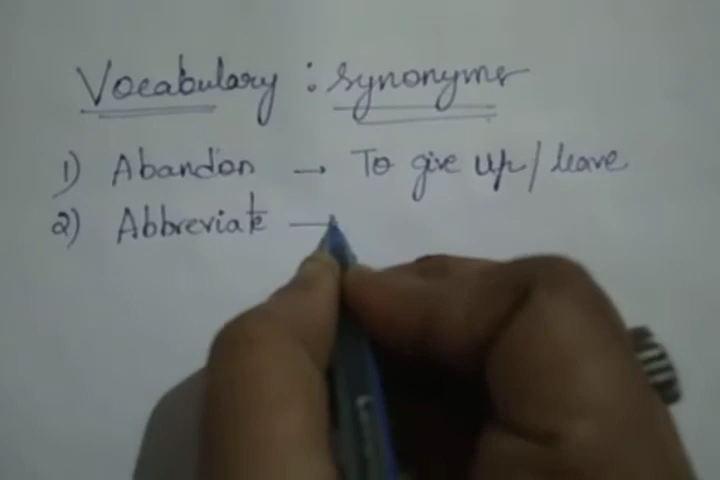 Vocabulary : Synonyms
1) Abandon → To give up/leave
2) Abbreviate →